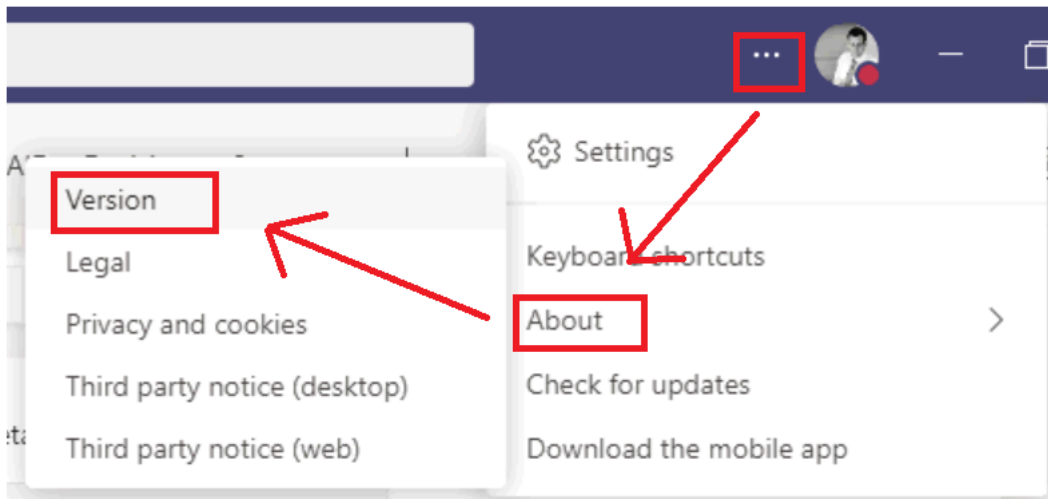 ...
Settings
Version
Legal
Privacy and cookies
Third party notice (desktop)
Third party notice (web)
Keyboard shortcuts
About
Check for updates
Download the mobile app